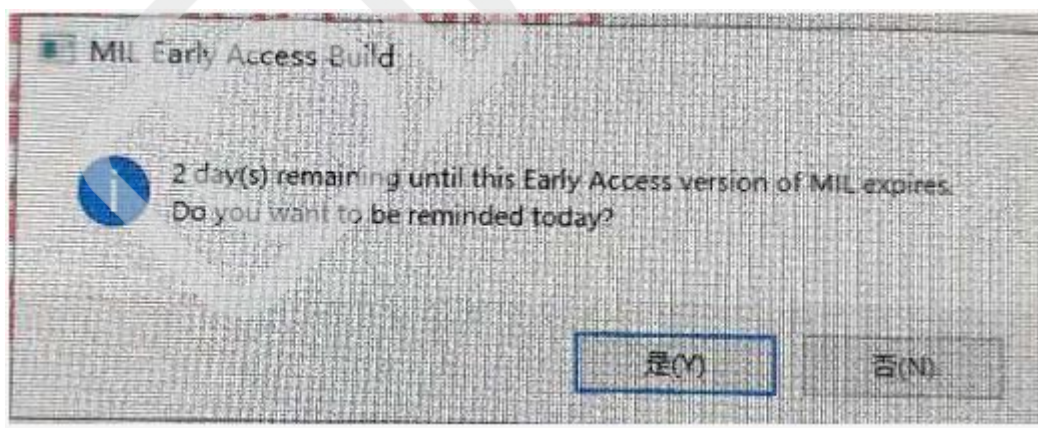 MIL Early Access Build
2 day(s) remaining until this Early Access version of MIL expires.
Do you want to be reminded today?
是(Y)
否(N)